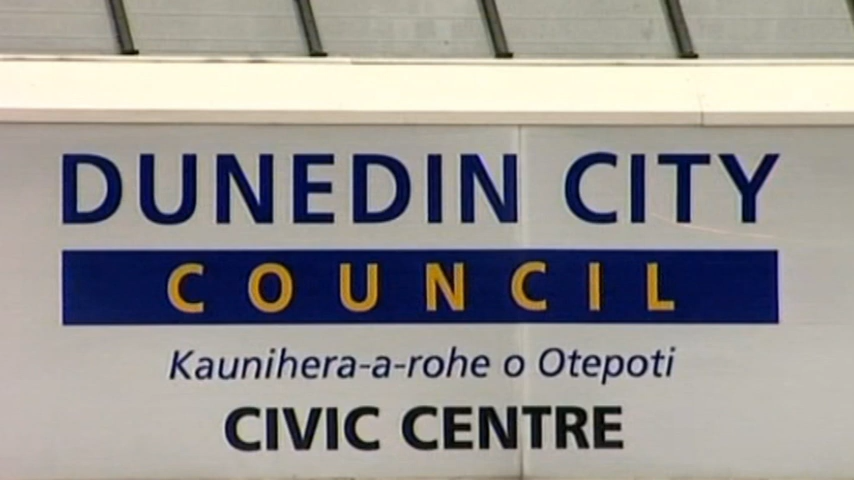 DUNEDIN CITY
COUNCIL
Kaunihera-a-rohe o Otepoti
CIVIC CENTRE